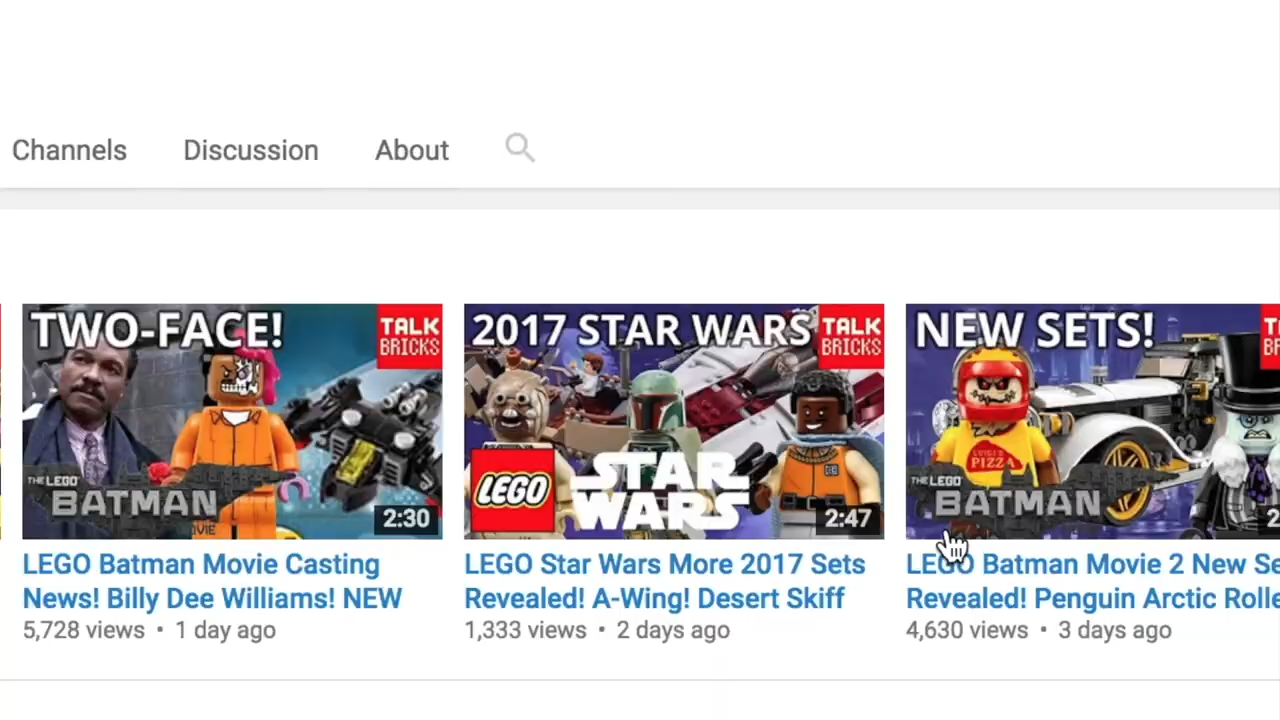 Channels
Discussion
About
TWO-FACE!
TALK
BRICKS
THE LEGO
BATMAN
MOVIE
2:30
LEGO Batman Movie Casting
News! Billy Dee Williams! NEW
5,728 views • 1 day ago
2017 STAR WARS
TALK
BRICKS
LEGO
STAR
WARS
2:47
LEGO Star Wars More 2017 Sets
Revealed! A-Wing! Desert Skiff
1,333 views • 2 days ago
NEW SETS!
PIZZA
THE LEGO
BATMAN
LEGO Batman Movie 2 New Se
Revealed! Penguin Arctic Rolle
4,630 views • 3 days ago